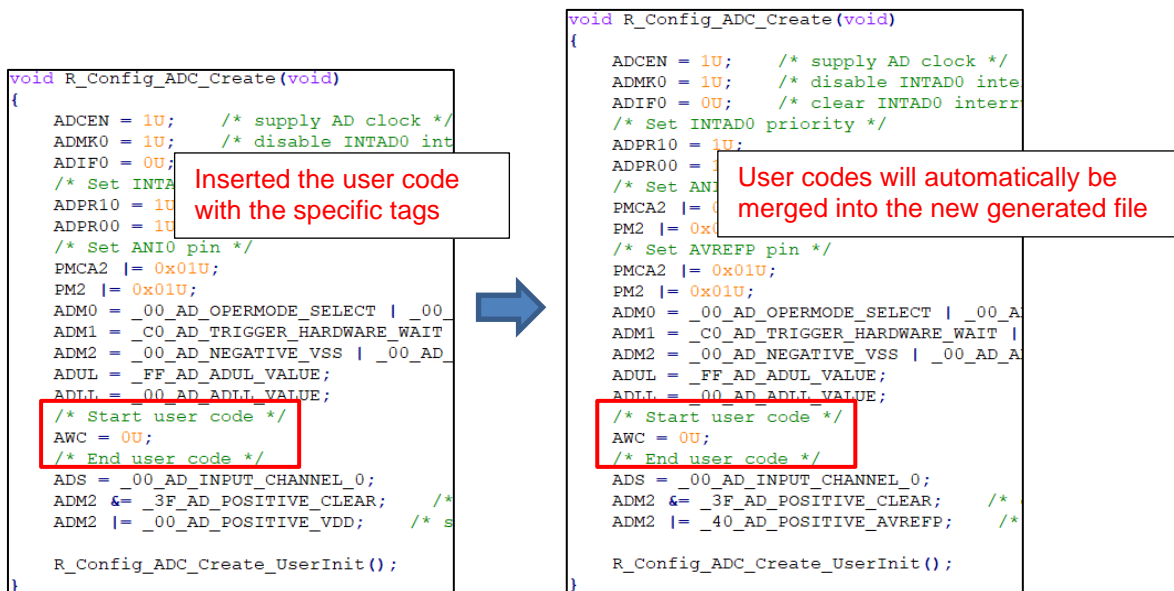 void R_Config_ADC_Create(void)
{
ADCEN = 1U; /* supply AD clock */
ADMK0 = 1U; /* disable INTAD0 int
ADIF0 = 0U;
/* Set INTA
ADPR10 = 1U
ADPR00 = 1U
/* Set ANI0 pin */
PMCA2 |= 0x01U;
PM2 |= 0x01U;
ADM0 = _00_AD_OPERMODE_SELECT | _00_
ADM1 = _C0_AD_TRIGGER_HARDWARE_WAIT
ADM2 = _00_AD_NEGATIVE_VSS | _00_AD_
ADUL = _FF_AD_ADUL_VALUE;
ADLL = _00_AD_ADLL_VALUE;
/* Start user code */
AWC = 0U;
/* End user code */
ADS = _00_AD_INPUT_CHANNEL_0;
ADM2 &= _3F_AD_POSITIVE_CLEAR; /*
ADM2 |= _00_AD_POSITIVE_VDD; /* s
R_Config_ADC_Create_UserInit();
}
Inserted the user code
with the specific tags
void R_Config_ADC_Create(void)
{
ADCEN = 1U; /* supply AD clock */
ADMK0 = 1U; /* disable INTAD0 inte
ADIF0 = 0U; /* clear INTAD0 interr
/* Set INTAD0 priority */
ADPR10 = 1U;
ADPR00 = 1
/* Set ANI
PMCA2 |= 0
PM2 |= 0x0
/* Set AVREFP pin */
PMCA2 |= 0x01U;
PM2 |= 0x01U;
ADM0 = _00_AD_OPERMODE_SELECT | _00_A
ADM1 = _C0_AD_TRIGGER_HARDWARE_WAIT |
ADM2 = _00_AD_NEGATIVE_VSS | _00_AD_A
ADUL = _FF_AD_ADUL_VALUE;
ADLL = _00_AD_ADLL_VALUE;
/* Start user code */
AWC = 0U;
/* End user code */
ADS = _00_AD_INPUT_CHANNEL_0;
ADM2 &= _3F_AD_POSITIVE_CLEAR; /*
ADM2 |= _40_AD_POSITIVE_AVREFP; /*
R_Config_ADC_Create_UserInit();
}
User codes will automatically be
merged into the new generated file